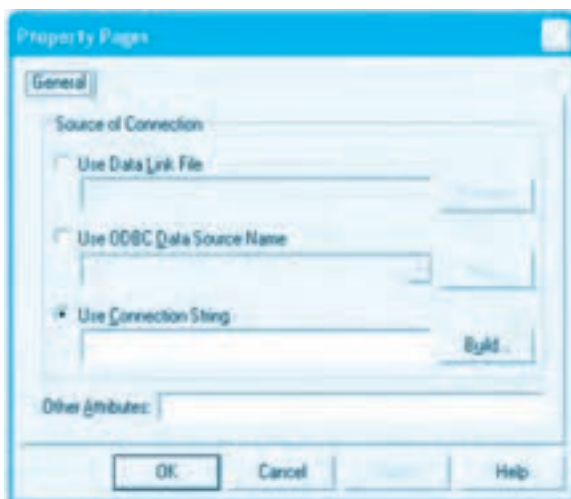 Property Pages
General
Source of Connection
Use Data Link File
Use ODBC Data Source Name
Use Connection String
Build...
Other Attributes:
OK Cancel Help